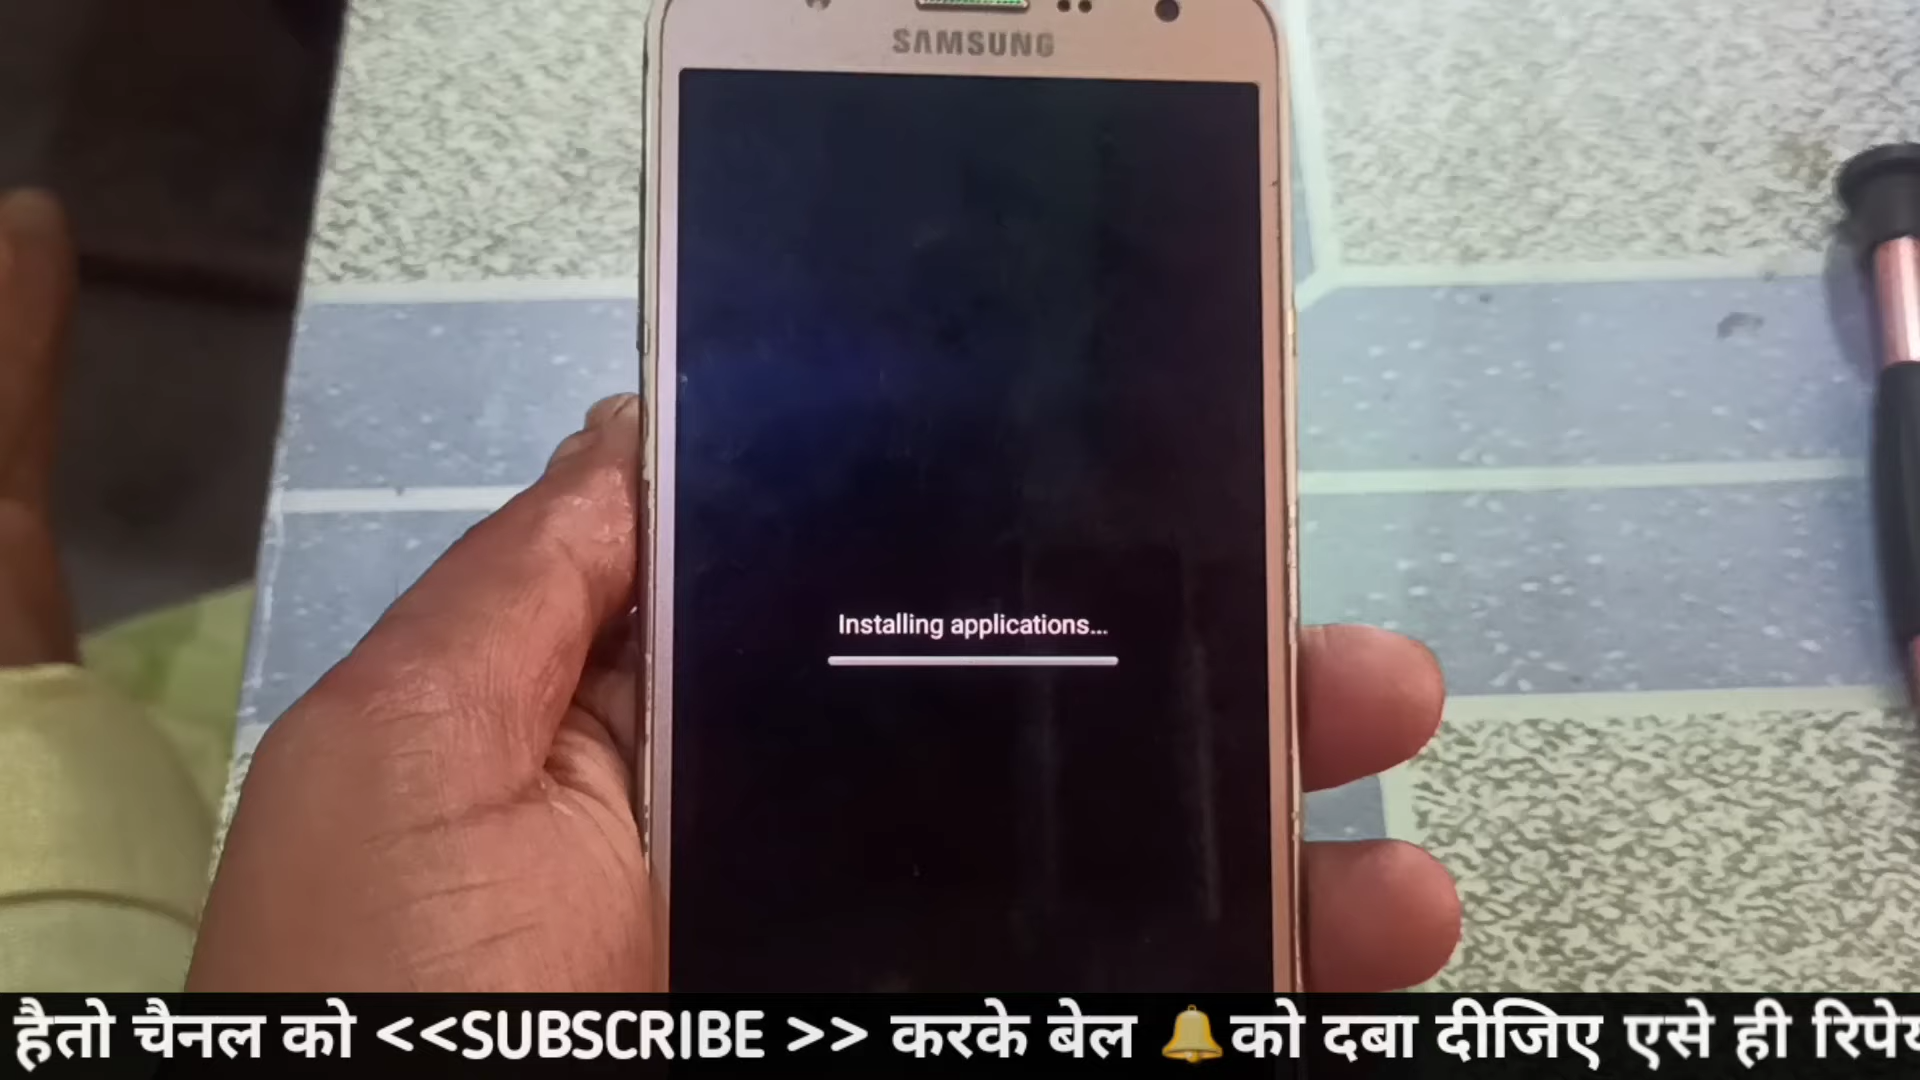 SAMSUNG
Installing applications...
हैतो चैनल को <<SUBSCRIBE >> करके बेल 🔔को दबा दीजिए एसे ही